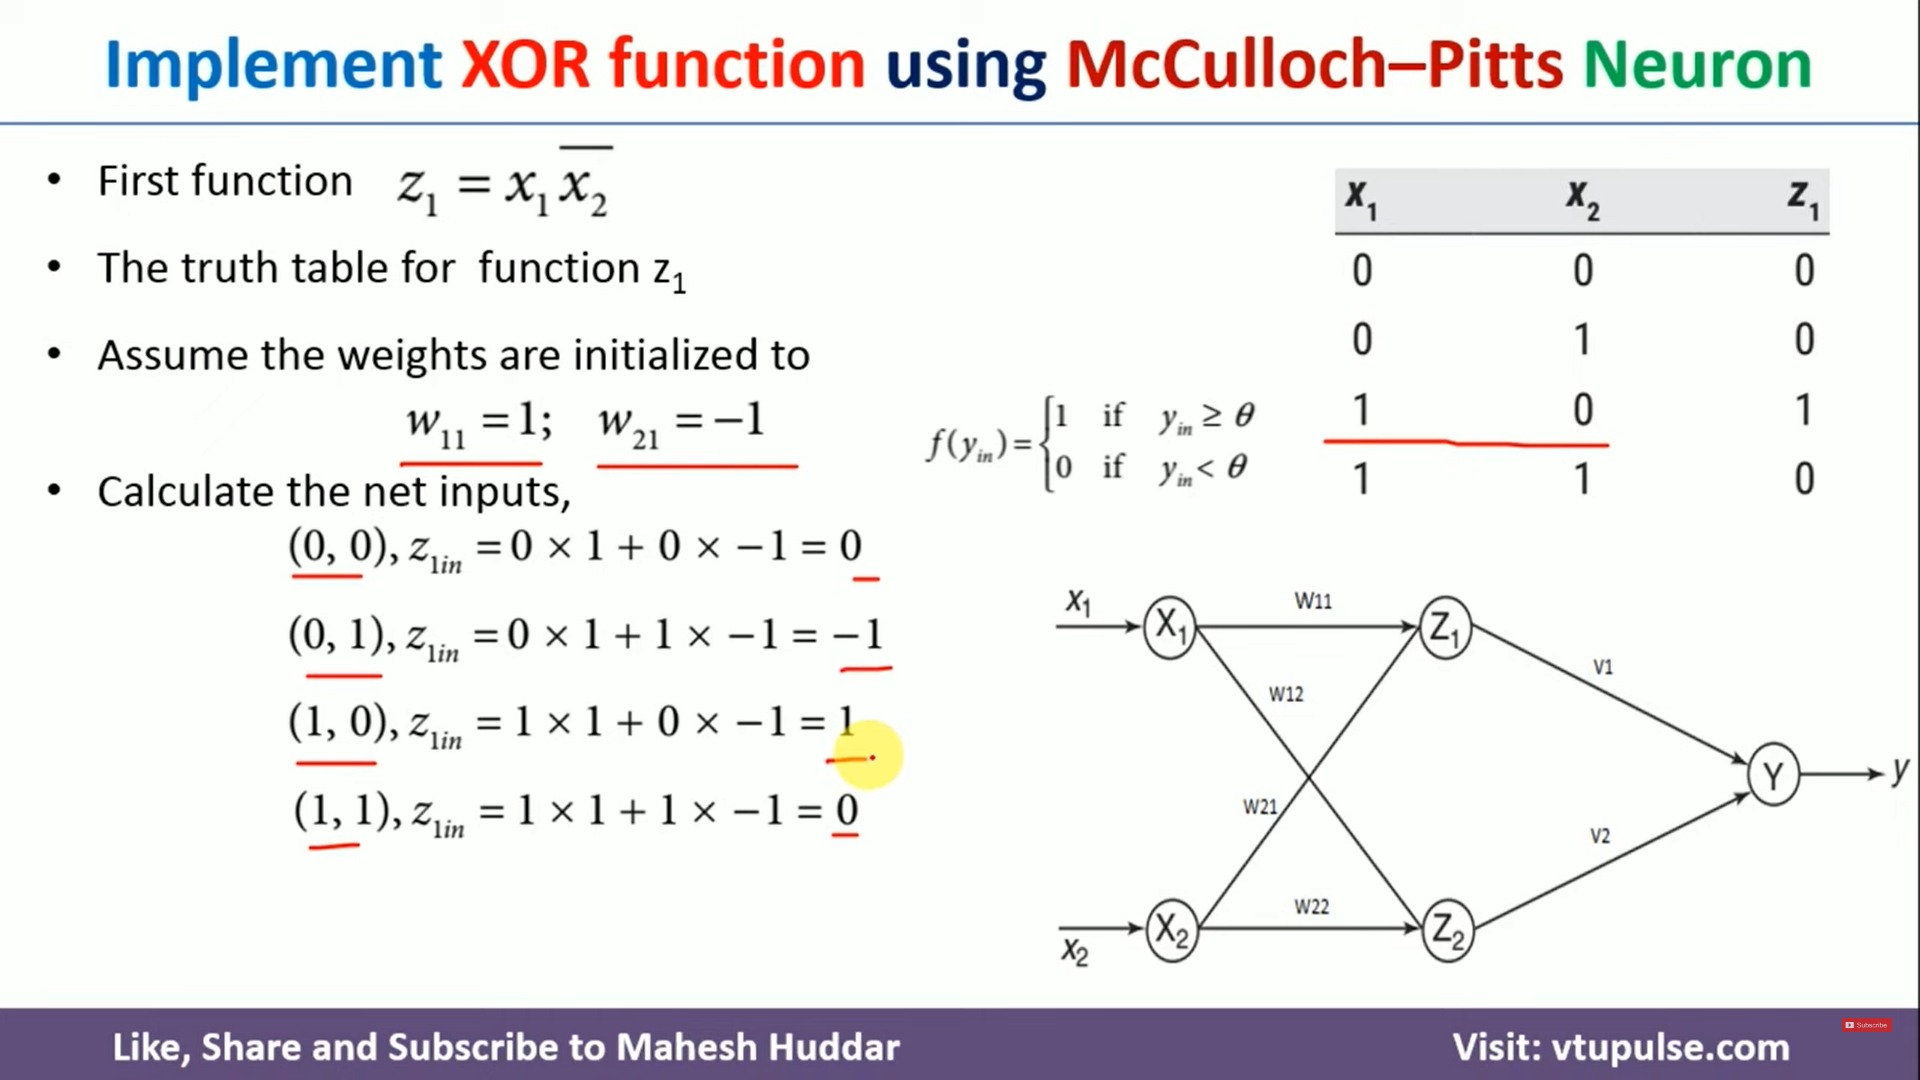 Implement XOR function using McCulloch–Pitts Neuron
• First function z₁ = x₁ x̅₂
• The truth table for function z₁
• Assume the weights are initialized to
w₁₁ = 1; w₂₁ = −1
• Calculate the net inputs,
(0, 0), z₁ᵢₙ = 0 × 1 + 0 × −1 = 0
(0, 1), z₁ᵢₙ = 0 × 1 + 1 × −1 = −1
(1, 0), z₁ᵢₙ = 1 × 1 + 0 × −1 = 1
(1, 1), z₁ᵢₙ = 1 × 1 + 1 × −1 = 0
f(yᵢₙ) = { 1 if yᵢₙ ≥ θ
0 if yᵢₙ < θ
x₁ x₂ z₁
0 0 0
0 1 0
1 0 1
1 1 0
x₁ X₁ W11 Z₁
V1
W12
Y y
W21
V2
W22
x₂ X₂ Z₂
Like, Share and Subscribe to Mahesh Huddar
Visit: vtupulse.com
Subscribe